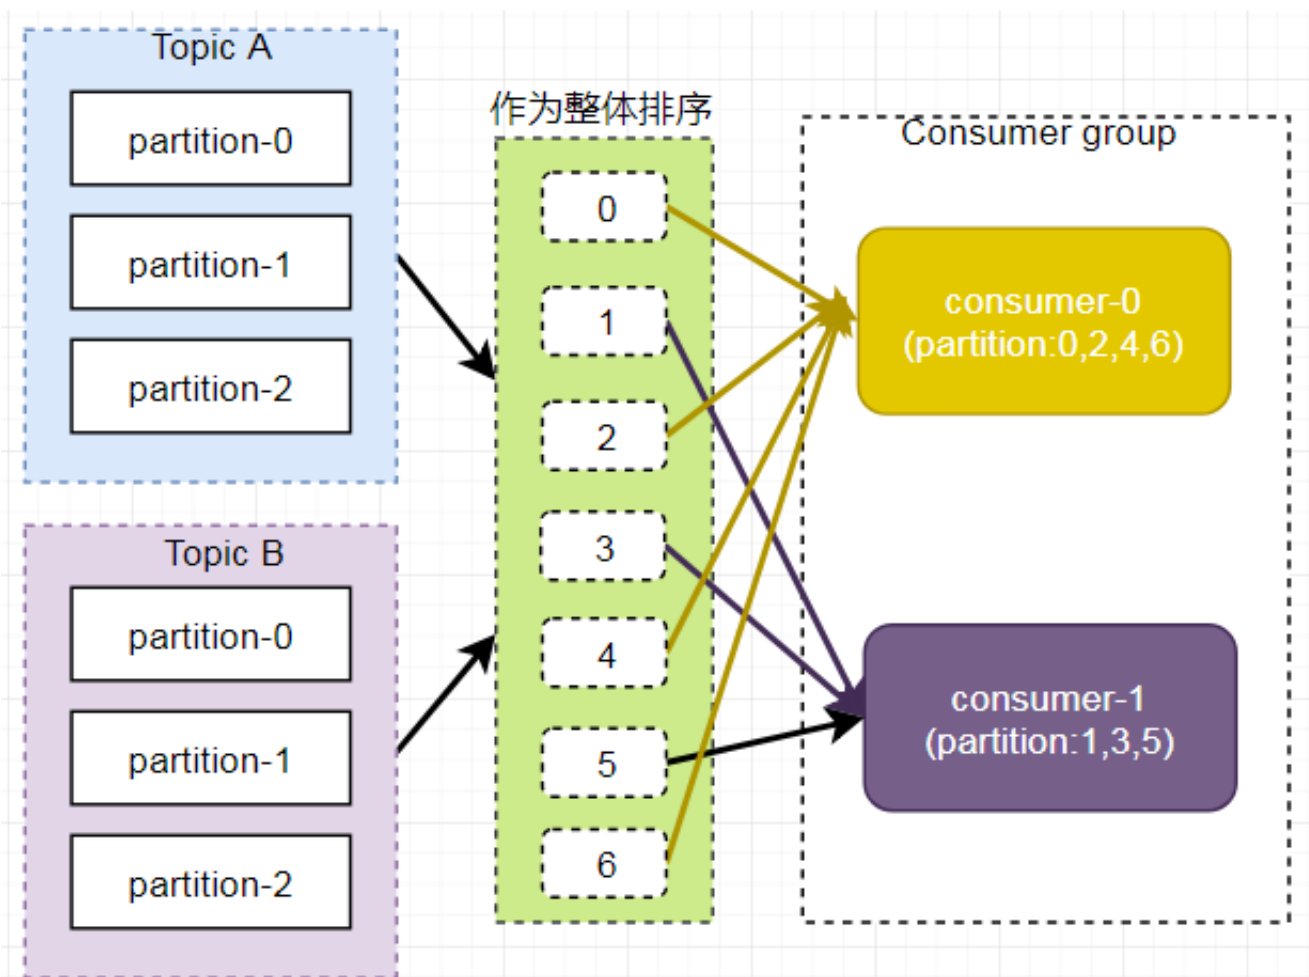 Topic A
partition-0
partition-1
partition-2
Topic B
partition-0
partition-1
partition-2
作为整体排序
0
1
2
3
4
5
6
Consumer group
consumer-0
(partition:0,2,4,6)
consumer-1
(partition:1,3,5)